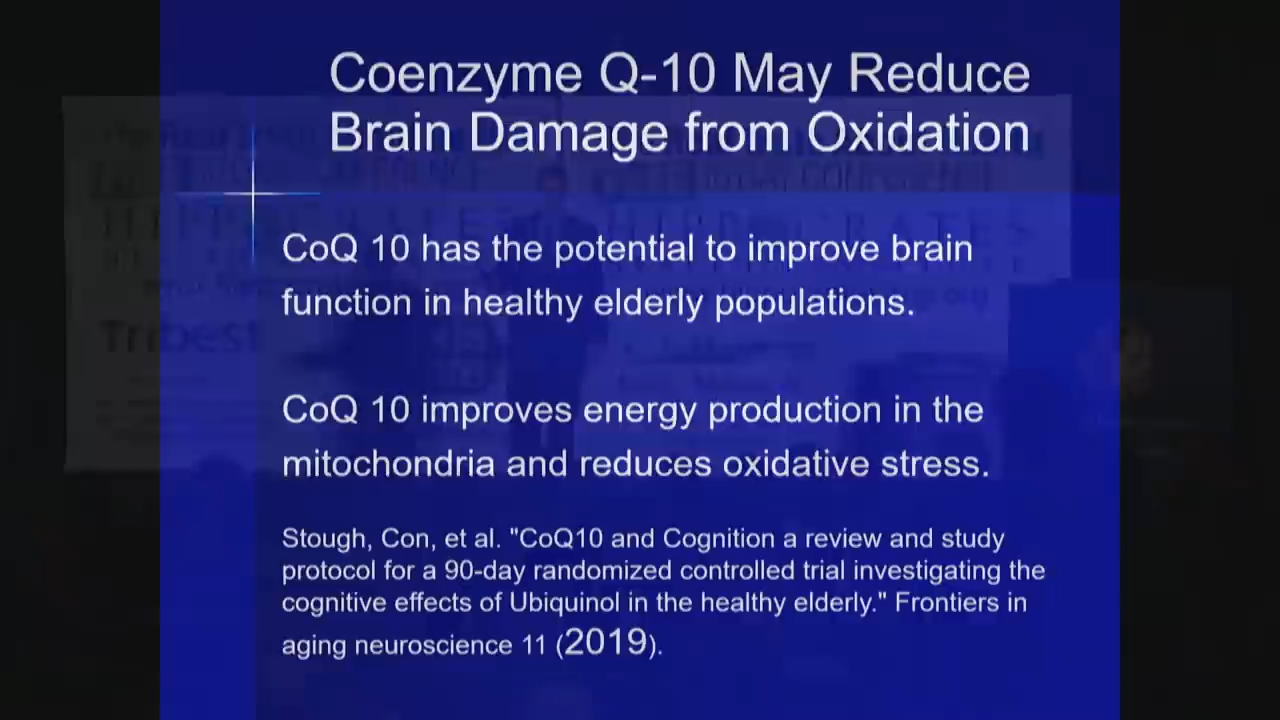 Coenzyme Q-10 May Reduce
Brain Damage from Oxidation
CoQ 10 has the potential to improve brain
function in healthy elderly populations.
CoQ 10 improves energy production in the
mitochondria and reduces oxidative stress.
Stough, Con, et al. "CoQ10 and Cognition a review and study
protocol for a 90-day randomized controlled trial investigating the
cognitive effects of Ubiquinol in the healthy elderly." Frontiers in
aging neuroscience 11 (2019).
Tribest